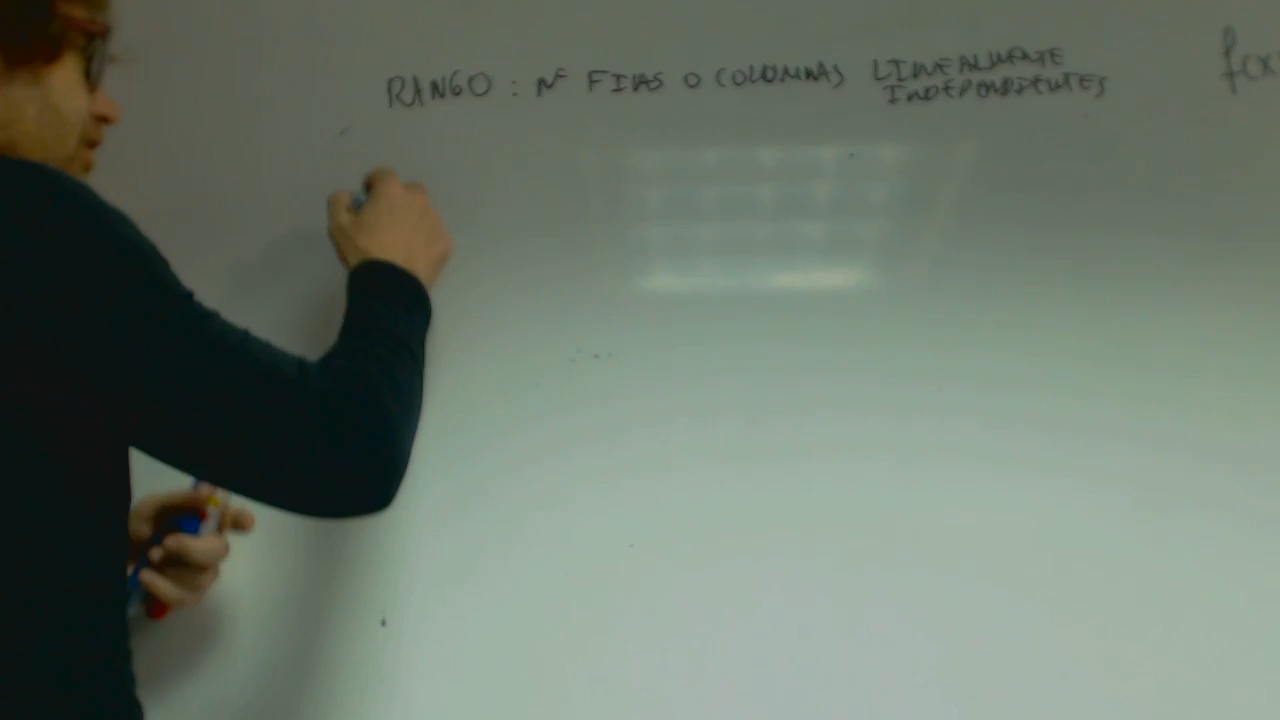 RANGO : Nº FILAS O COLUMNAS LINEALMENTE
INDEPENDIENTES
f(x)